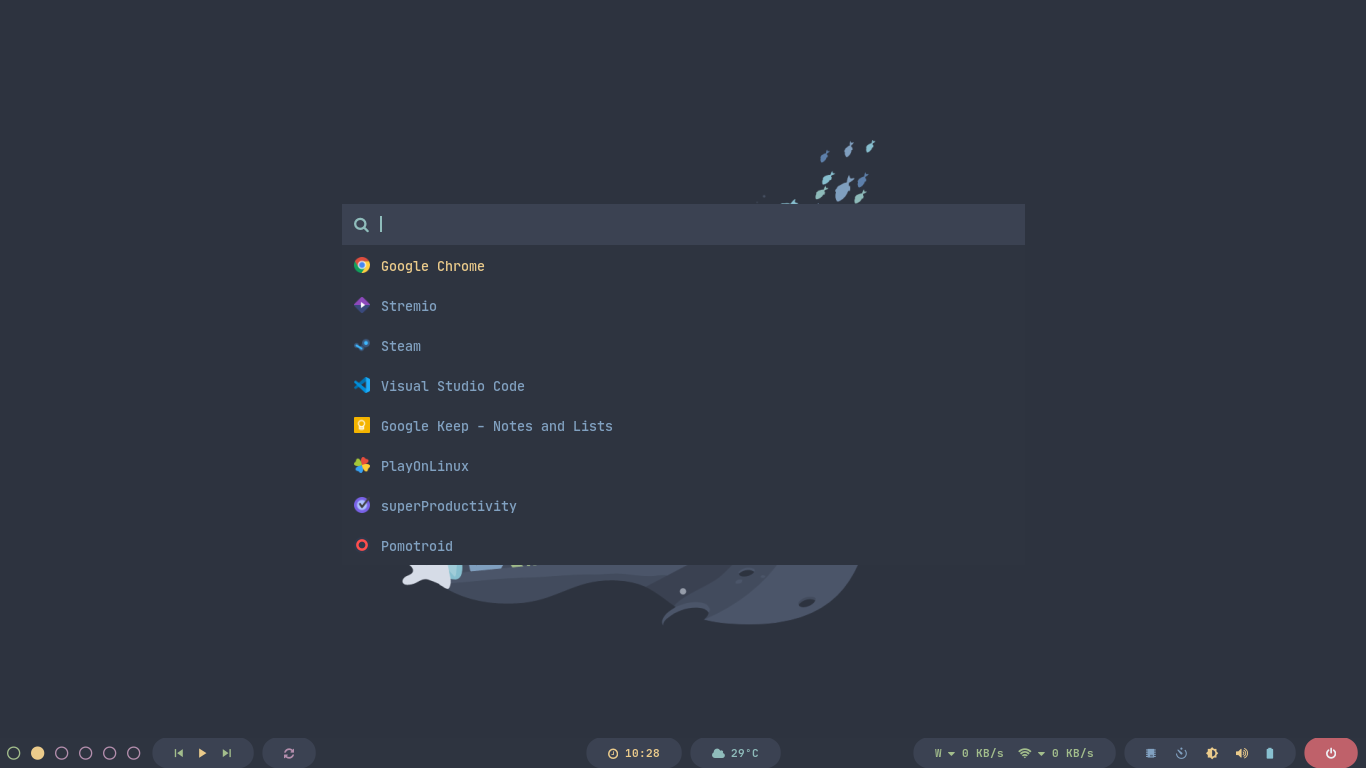 Google Chrome
Stremio
Steam
Visual Studio Code
Google Keep - Notes and Lists
PlayOnLinux
superProductivity
Pomotroid
10:28 29°C W 0 KB/s 0 KB/s